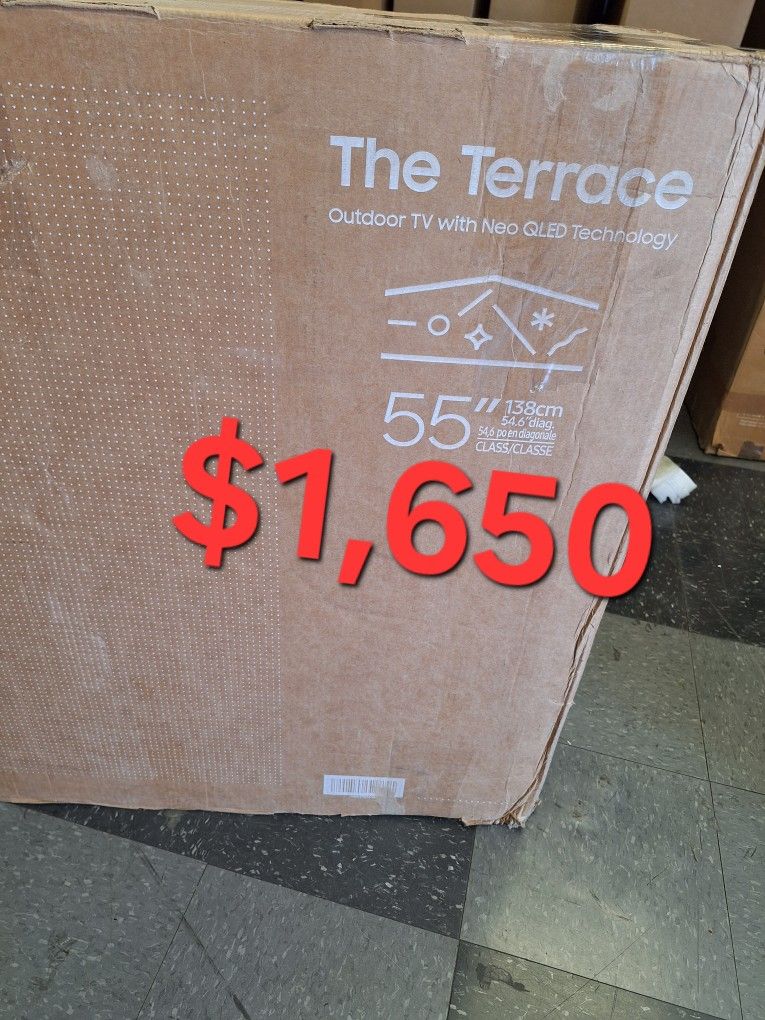 The Terrace
Outdoor TV with Neo QLED Technology
55" 138cm
54.6"diag.
54,6 po en diagonale
CLASS/CLASSE
$1,650